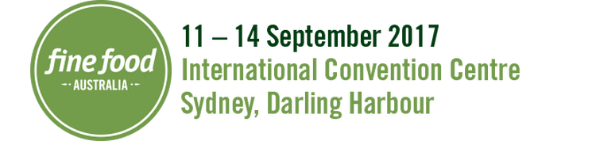 fine food
AUSTRALIA
11 – 14 September 2017
International Convention Centre
Sydney, Darling Harbour